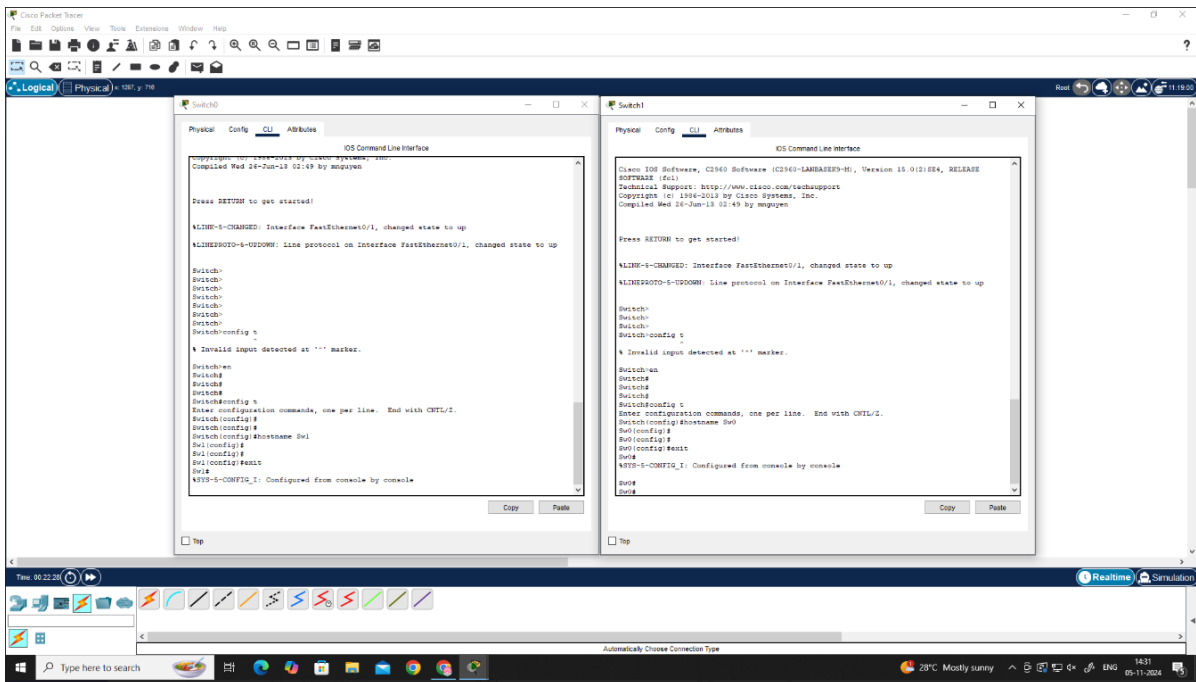 Cisco Packet Tracer
File Edit Options View Tools Extensions Window Help
?
Logical Physical x: 1287, y: 716
Root 11:19:00
Switch0
Physical Config CLI Attributes
IOS Command Line Interface
Copyright (c) 1986-2013 by Cisco Systems, Inc.
Compiled Wed 26-Jun-13 02:49 by mnguyen
Press RETURN to get started!
%LINK-5-CHANGED: Interface FastEthernet0/1, changed state to up
%LINEPROTO-5-UPDOWN: Line protocol on Interface FastEthernet0/1, changed state to up
Switch>
Switch>
Switch>
Switch>
Switch>
Switch>
Switch>
Switch>config t
^
% Invalid input detected at '^' marker.
Switch>en
Switch#
Switch#
Switch#
Switch#config t
Enter configuration commands, one per line. End with CNTL/Z.
Switch(config)#
Switch(config)#
Switch(config)#hostname Sw1
Sw1(config)#
Sw1(config)#
Sw1(config)#exit
Sw1#
%SYS-5-CONFIG_I: Configured from console by console
Copy Paste
Top
Switch1
Physical Config CLI Attributes
IOS Command Line Interface
Cisco IOS Software, C2960 Software (C2960-LANBASEK9-M), Version 15.0(2)SE4, RELEASE
SOFTWARE (fc1)
Technical Support: http://www.cisco.com/techsupport
Copyright (c) 1986-2013 by Cisco Systems, Inc.
Compiled Wed 26-Jun-13 02:49 by mnguyen
Press RETURN to get started!
%LINK-5-CHANGED: Interface FastEthernet0/1, changed state to up
%LINEPROTO-5-UPDOWN: Line protocol on Interface FastEthernet0/1, changed state to up
Switch>
Switch>
Switch>
Switch>config t
^
% Invalid input detected at '^' marker.
Switch>en
Switch#
Switch#
Switch#
Switch#config t
Enter configuration commands, one per line. End with CNTL/Z.
Switch(config)#hostname Sw0
Sw0(config)#
Sw0(config)#
Sw0(config)#exit
Sw0#
%SYS-5-CONFIG_I: Configured from console by console
Sw0#
Sw0#
Copy Paste
Top
Time: 00:22:28
Realtime Simulation
Automatically Choose Connection Type
Type here to search
28°C Mostly sunny ENG
14:31
05-11-2024